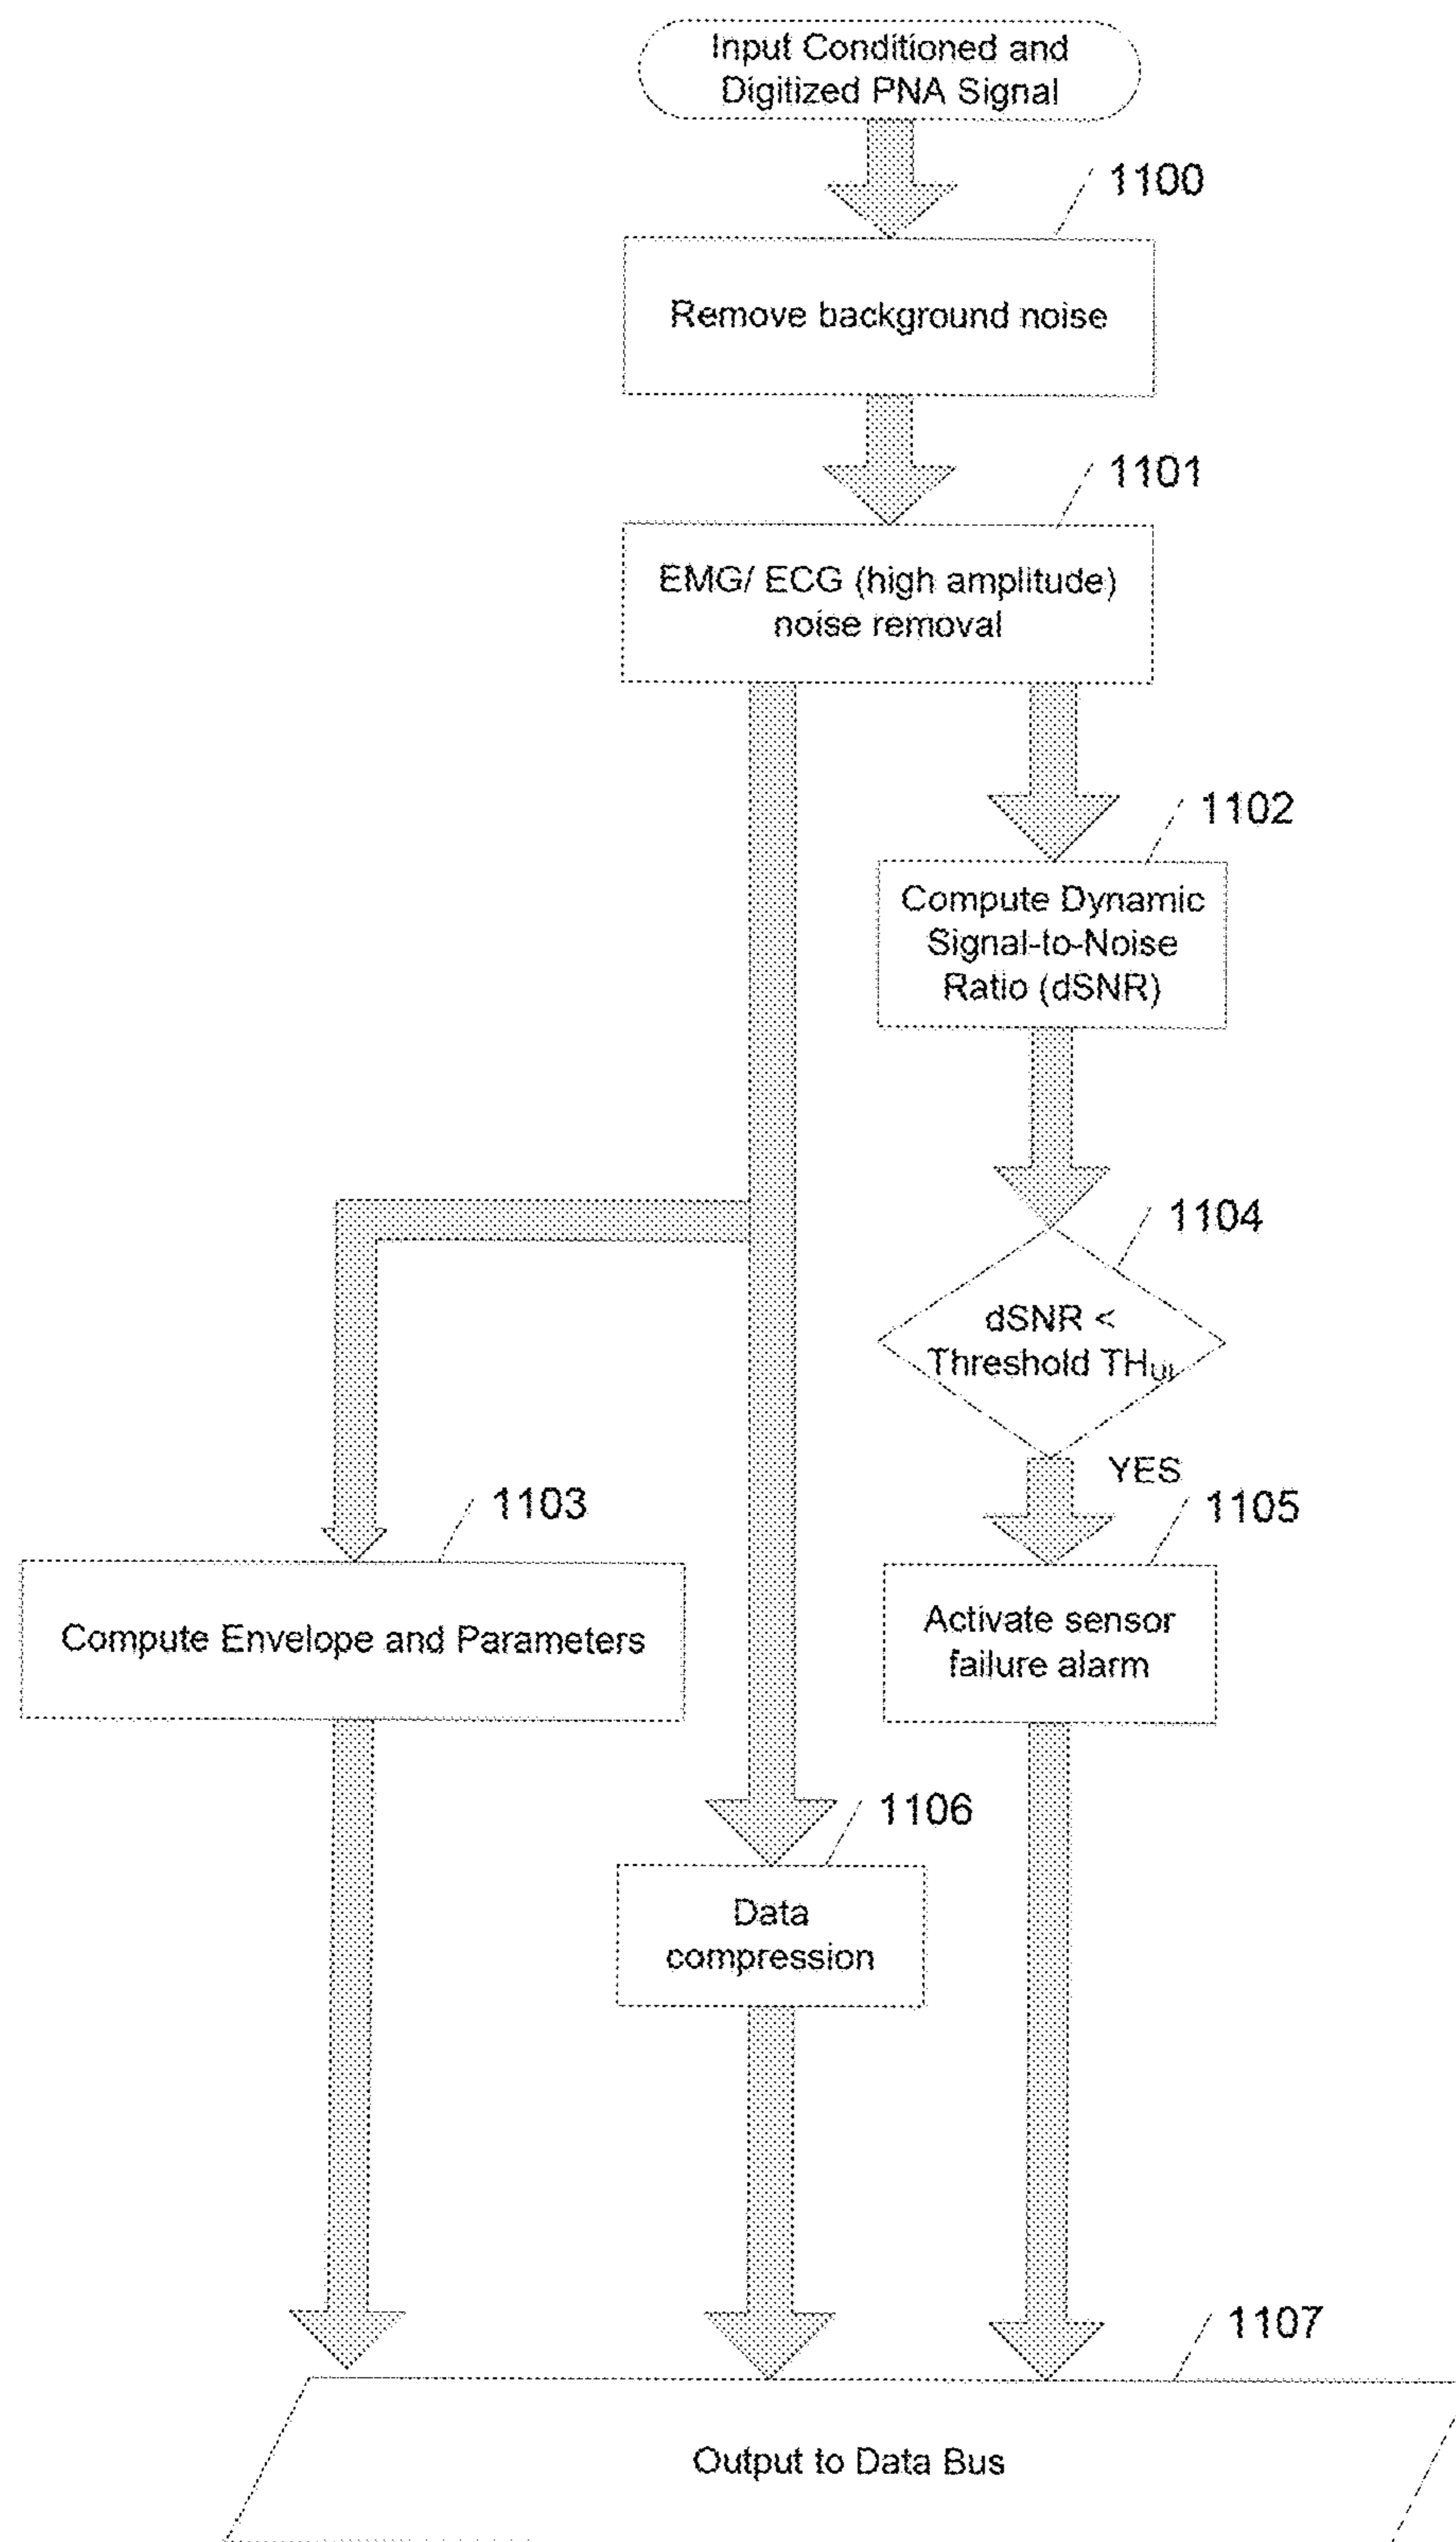 Input Conditioned and
Digitized PNA Signal
1100
Remove background noise
1101
EMG/ ECG (high amplitude)
noise removal
1102
Compute Dynamic
Signal-to-Noise
Ratio (dSNR)
1104
dSNR <
Threshold TH
YES
1103
1105
Compute Envelope and Parameters
Activate sensor
failure alarm
1106
Data
compression
1107
Output to Data Bus